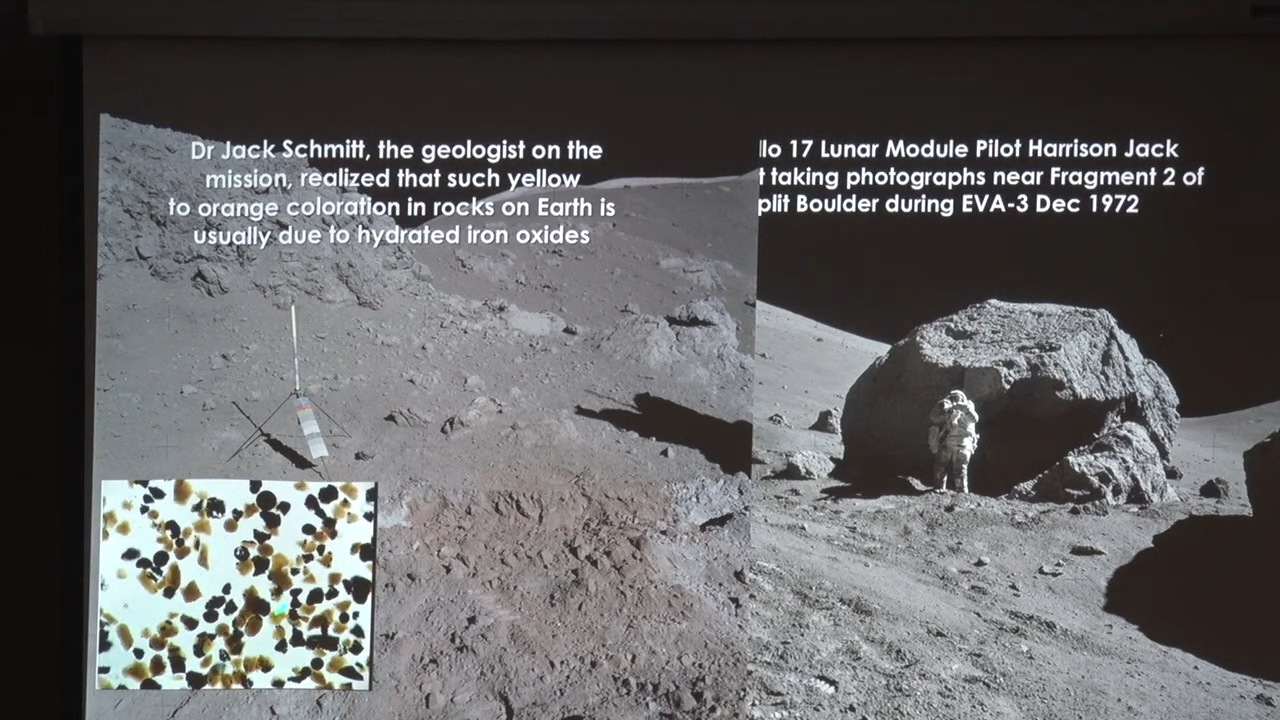 Dr Jack Schmitt, the geologist on the
mission, realized that such yellow
to orange coloration in rocks on Earth is
usually due to hydrated iron oxides
llo 17 Lunar Module Pilot Harrison Jack
t taking photographs near Fragment 2 of
plit Boulder during EVA-3 Dec 1972